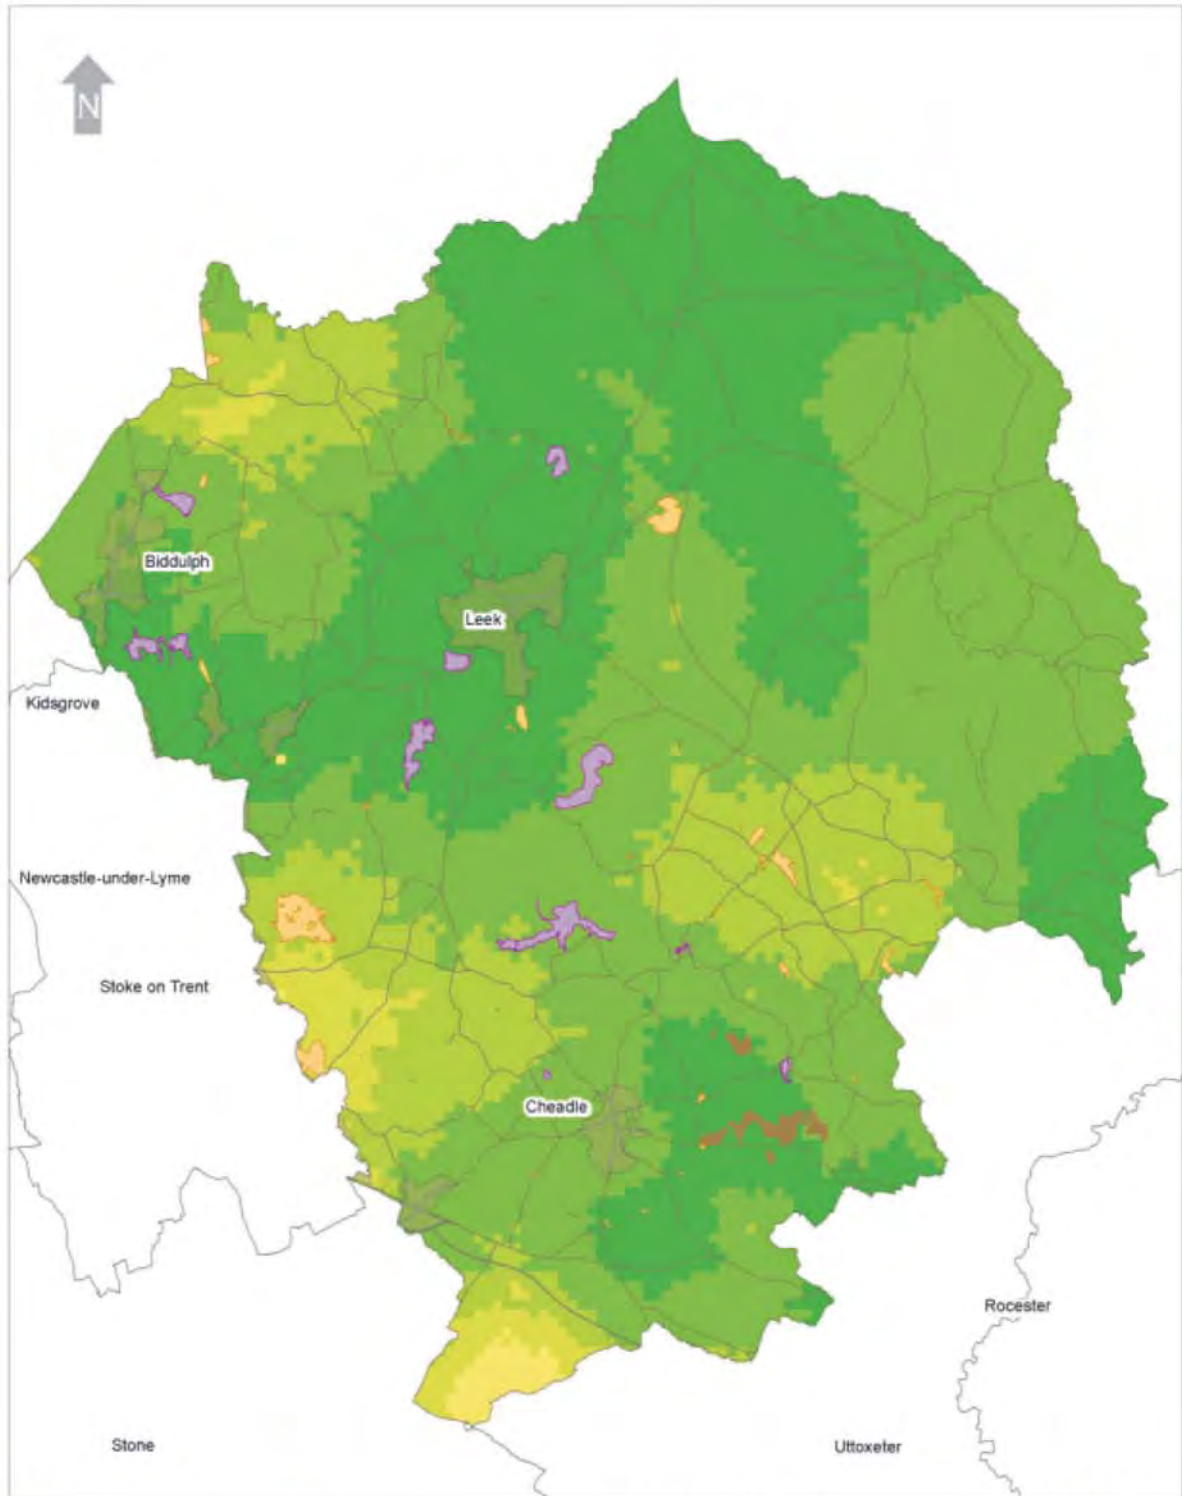 N
Biddulph
Leek
Kidsgrove
Newcastle-under-Lyme
Stoke on Trent
Cheadle
Rocester
Stone
Uttoxeter